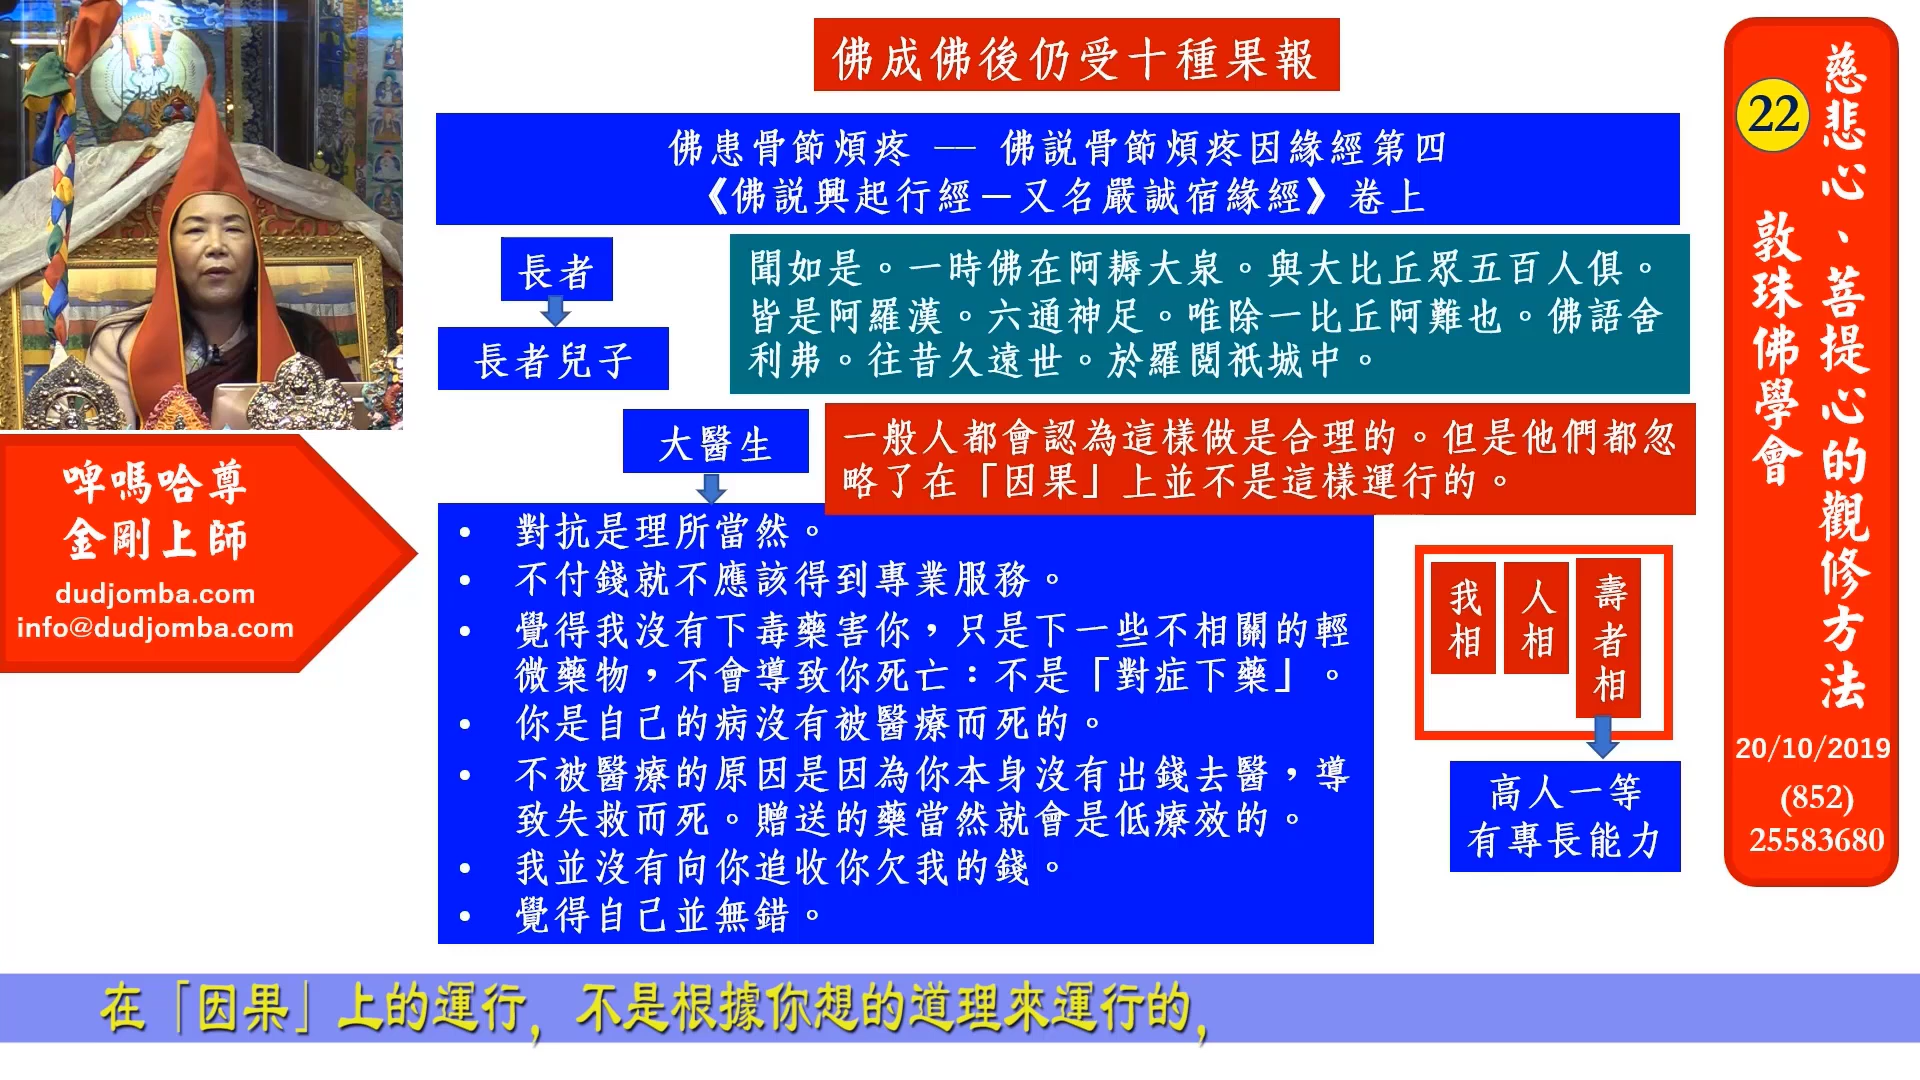 佛成佛後仍受十種果報
佛患骨節煩疼 —— 佛説骨節煩疼因緣經第四
《佛説興起行經－又名嚴誠宿緣經》卷上
長者
長者兒子
聞如是。一時佛在阿耨大泉。與大比丘眾五百人俱。
皆是阿羅漢。六通神足。唯除一比丘阿難也。佛語舍
利弗。往昔久遠世。於羅閱祇城中。
大醫生
一般人都會認為這樣做是合理的。但是他們都忽
略了在「因果」上並不是這樣運行的。
• 對抗是理所當然。
• 不付錢就不應該得到專業服務。
• 覺得我沒有下毒藥害你，只是下一些不相關的輕
微藥物，不會導致你死亡：不是「對症下藥」。
• 你是自己的病沒有被醫療而死的。
• 不被醫療的原因是因為你本身沒有出錢去醫，導
致失救而死。贈送的藥當然就會是低療效的。
• 我並沒有向你追收你欠我的錢。
• 覺得自己並無錯。
我相
人相
壽者相
高人一等
有專長能力
啤嗎哈尊
金剛上師
dudjomba.com
info@dudjomba.com
慈悲心、菩提心的觀修方法
22
敦珠佛學會
20/10/2019
(852)
25583680
在「因果」上的運行，不是根據你想的道理來運行的，